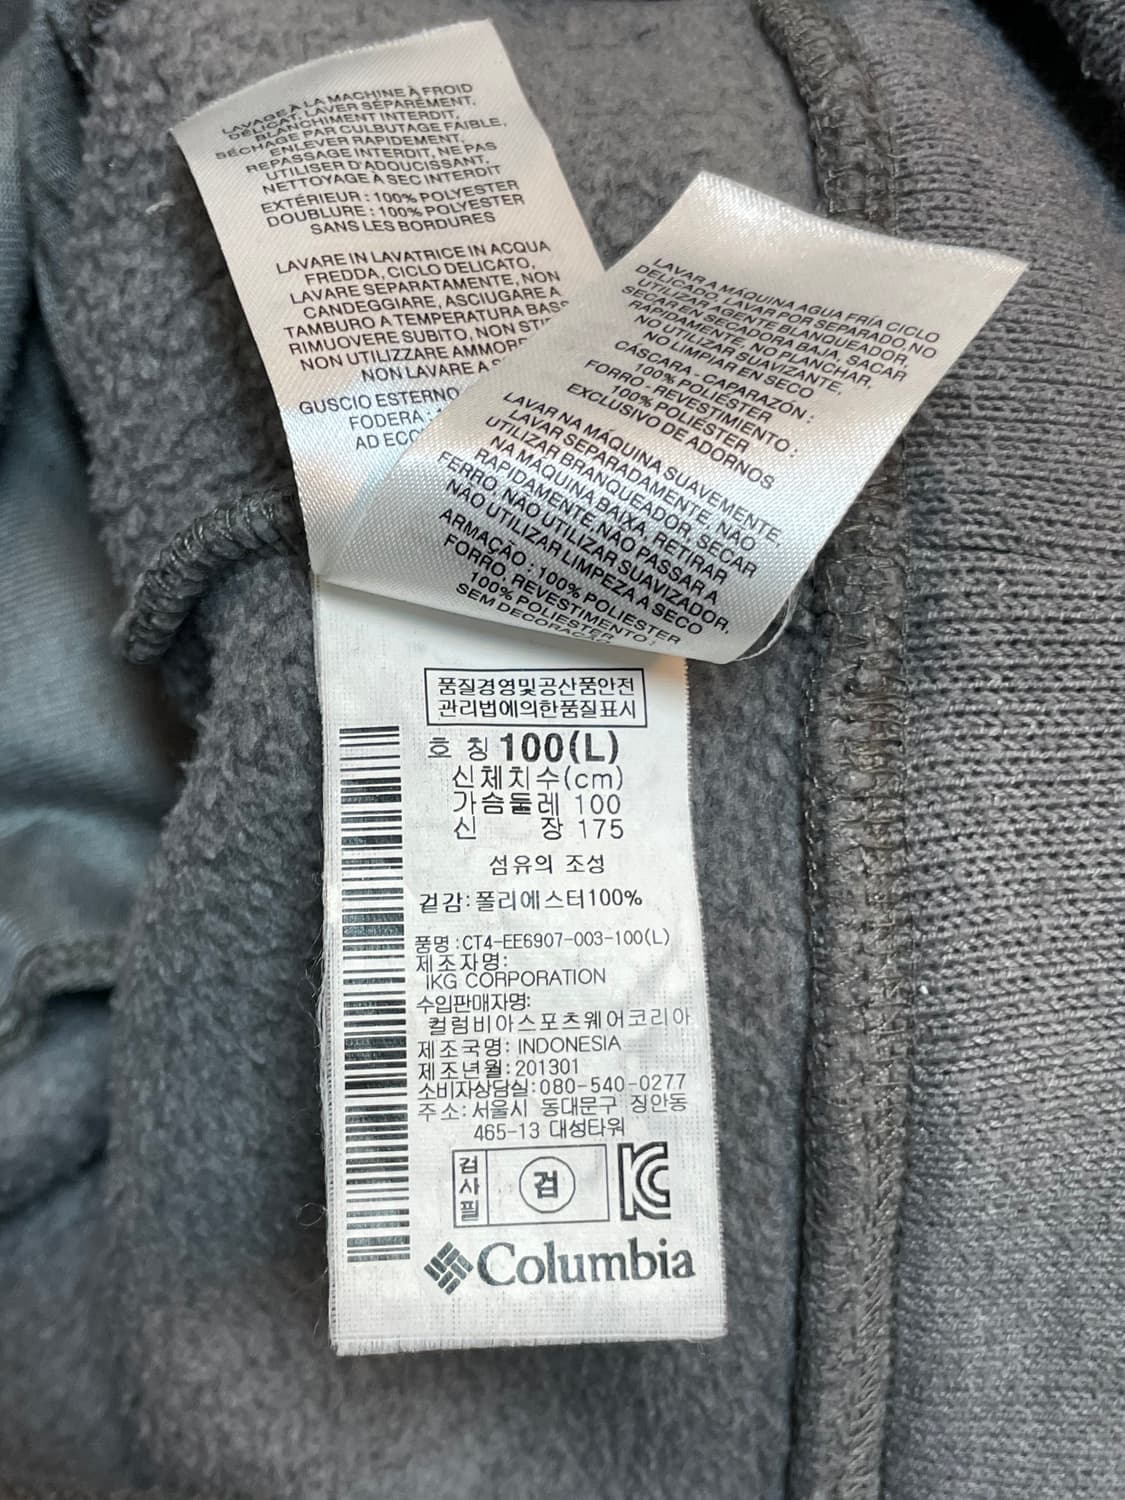 LAVAGE À LA MACHINE À FROID
DÉLICAT, LAVER SÉPARÉMENT,
BLANCHIMENT INTERDIT,
SÉCHAGE PAR CULBUTAGE FAIBLE,
ENLEVER RAPIDEMENT.
REPASSAGE INTERDIT, NE PAS
UTILISER D'ADOUCISSANT.
NETTOYAGE À SEC INTERDIT
EXTÉRIEUR : 100% POLYESTER
DOUBLURE : 100% POLYESTER
SANS LES BORDURES
LAVARE IN LAVATRICE IN ACQUA
FREDDA, CICLO DELICATO,
LAVARE SEPARATAMENTE, NON
CANDEGGIARE, ASCIUGARE A
TAMBURO A TEMPERATURA BASS
RIMUOVERE SUBITO, NON STI
NON UTILIZZARE AMMOR
NON LAVARE A S
GUSCIO ESTERNO
FODERA :
AD ECC
LAVAR A MÁQUINA AGUA FRÍA CICLO
DELICADO, LAVAR POR SEPARADO, NO
UTILIZAR AGENTE BLANQUEADOR,
SECAR EN SECADORA BAJA, SACAR
RÁPIDAMENTE. NO PLANCHAR,
NO UTILIZAR SUAVIZANTE.
NO LIMPIAR EN SECO
CÁSCARA - CAPARAZÓN :
100% POLIÉSTER
FORRO - REVESTIMIENTO :
100% POLIÉSTER
EXCLUSIVO DE ADORNOS
LAVAR NA MÁQUINA SUAVEMENTE,
LAVAR SEPARADAMENTE. NÃO
UTILIZAR BRANQUEADOR, SECAR
NA MÁQUINA BAIXA, RETIRAR
RAPIDAMENTE, NÃO PASSAR A
FERRO, NÃO UTILIZAR SUAVIZADOR,
NÃO UTILIZAR LIMPEZA A SECO
ARMAÇÃO : 100% POLIESTER
FORRO, REVESTIMENTO :
100% POLIESTER
SEM DECORAÇÃO
품질경영및공산품안전
관리법에의한품질표시
호 칭 100(L)
신체치수(cm)
가슴둘레 100
신 장 175
섬유의 조성
겉감:폴리에스터100%
품명:CT4-EE6907-003-100(L)
제조자명:
IKG CORPORATION
수입판매자명:
컬럼비아스포츠웨어코리아
제조국명: INDONESIA
제조년월:201301
소비자상담실:080-540-0277
주소:서울시 동대문구 장안동
465-13 대성타워
검사필 검 KC
Columbia